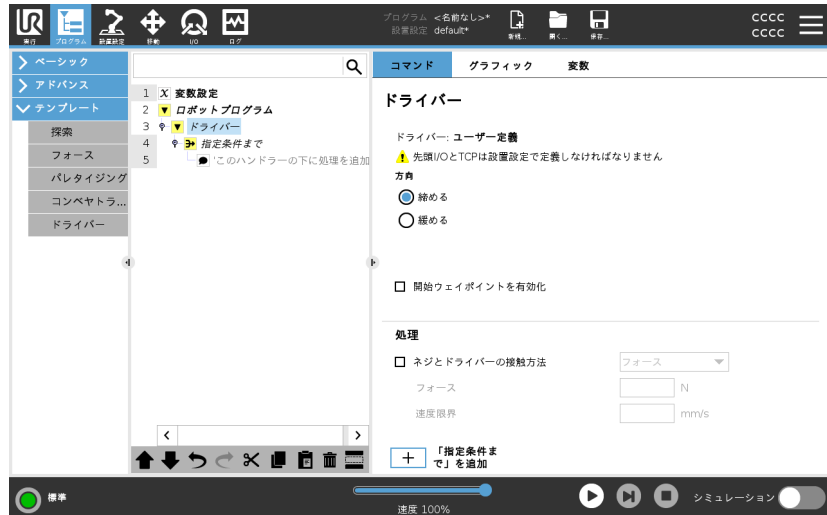 UR
実行
プログラム
設置設定
移動
I/O
ログ
プログラム <名前なし>*
設置設定 default*
新規...
開く...
保存...
CCCC
CCCC
ベーシック
アドバンス
テンプレート
探索
フォース
パレタイジング
コンベヤトラ...
ドライバー
1 X 変数設定
2 ロボットプログラム
3 ドライバー
4 指定条件まで
5 'このハンドラーの下に処理を追加
コマンド グラフィック 変数
ドライバー
ドライバー: ユーザー定義
先頭I/OとTCPは設置設定で定義しなければなりません
方向
締める
緩める
開始ウェイポイントを有効化
処理
ネジとドライバーの接触方法 フォース
フォース N
速度限界 mm/s
+ 「指定条件ま
で」を追加
標準
速度 100%
シミュレーション